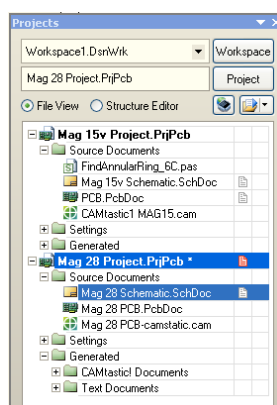 Projects
Workspace1.DsnWrk
Workspace
Mag 28 Project.PrjPcb
Project
File View
Structure Editor
Mag 15v Project.PrjPcb
Source Documents
FindAnnularRing_6C.pas
Mag 15v Schematic.SchDoc
PCB.PcbDoc
CAMtastic1 MAG15.cam
Settings
Generated
Mag 28 Project.PrjPcb *
Source Documents
Mag 28 Schematic.SchDoc
Mag 28 PCB.PcbDoc
Mag 28 PCB-camstatic.cam
Settings
Generated
CAMtastic! Documents
Text Documents